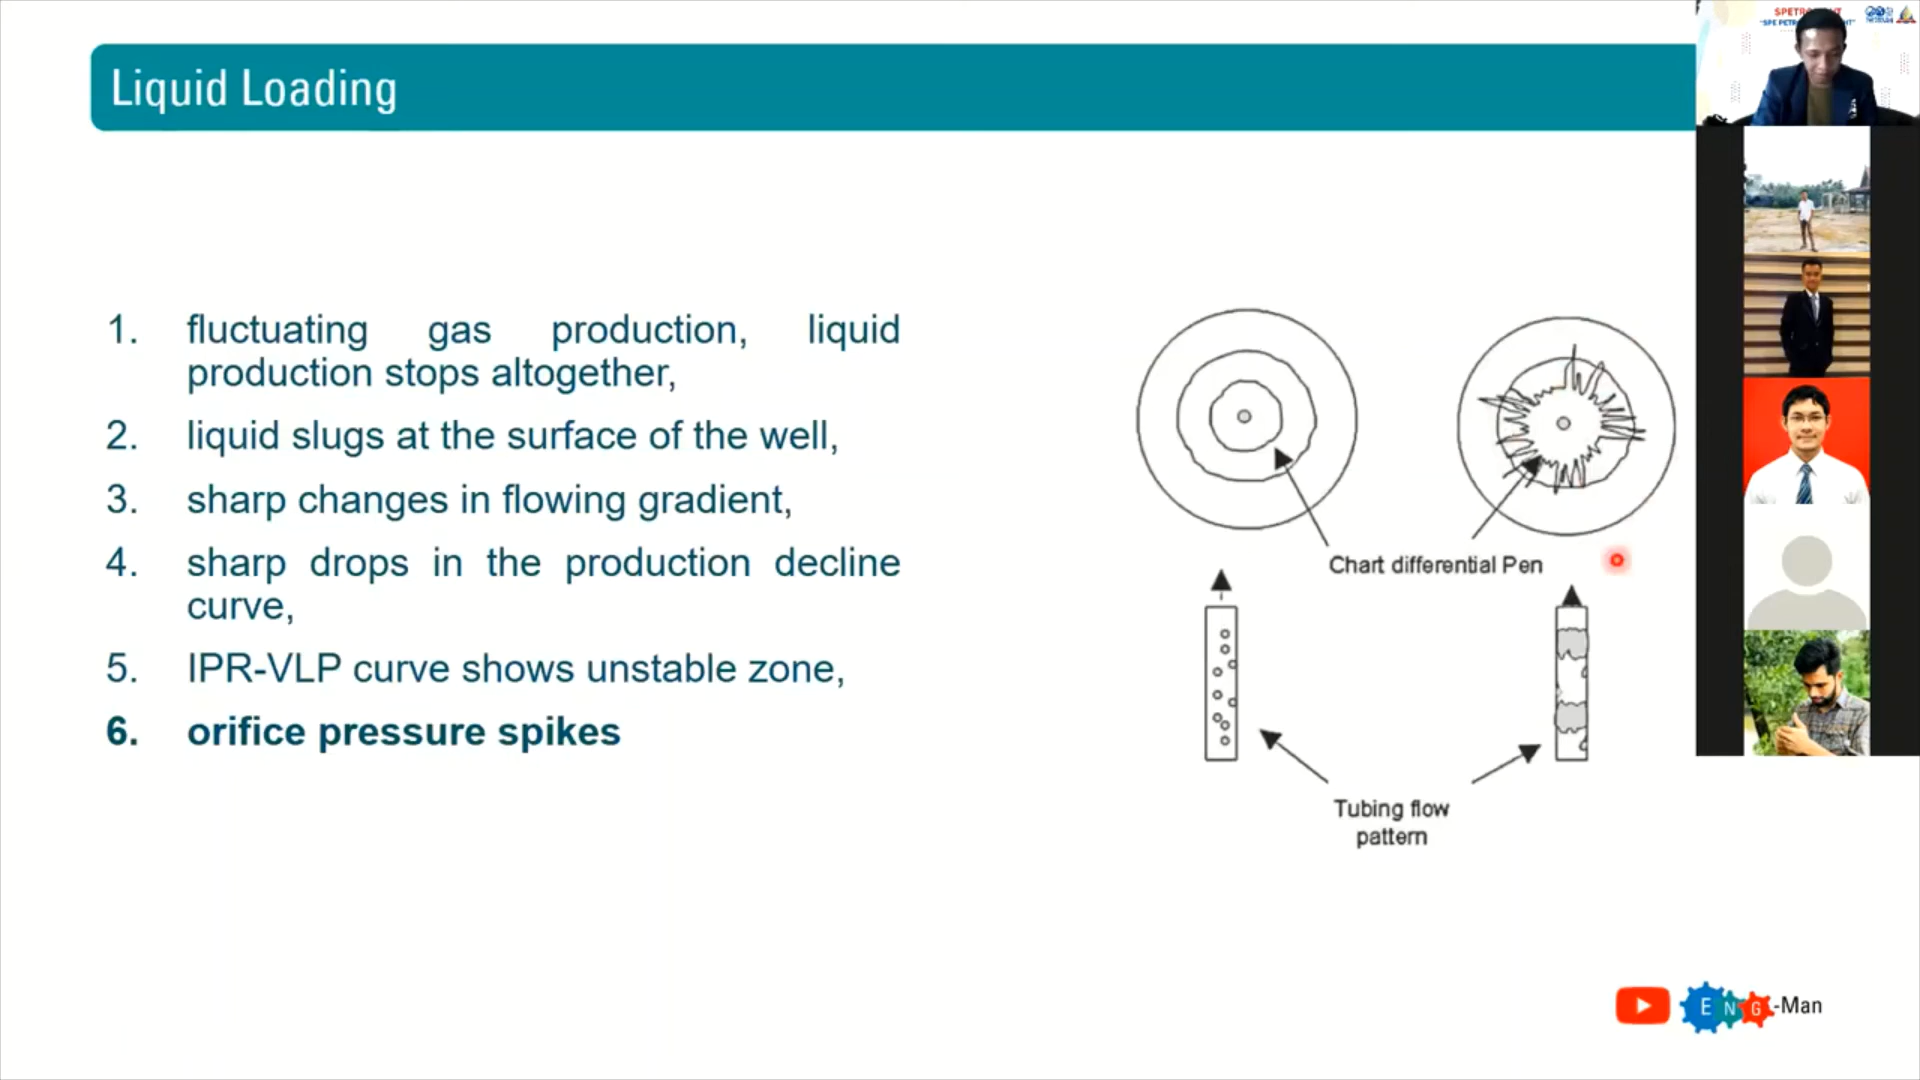 Liquid Loading
1. fluctuating gas production, liquid
production stops altogether,
2. liquid slugs at the surface of the well,
3. sharp changes in flowing gradient,
4. sharp drops in the production decline
curve,
5. IPR-VLP curve shows unstable zone,
6. orifice pressure spikes
Chart differential Pen
Tubing flow
pattern
E N G -Man